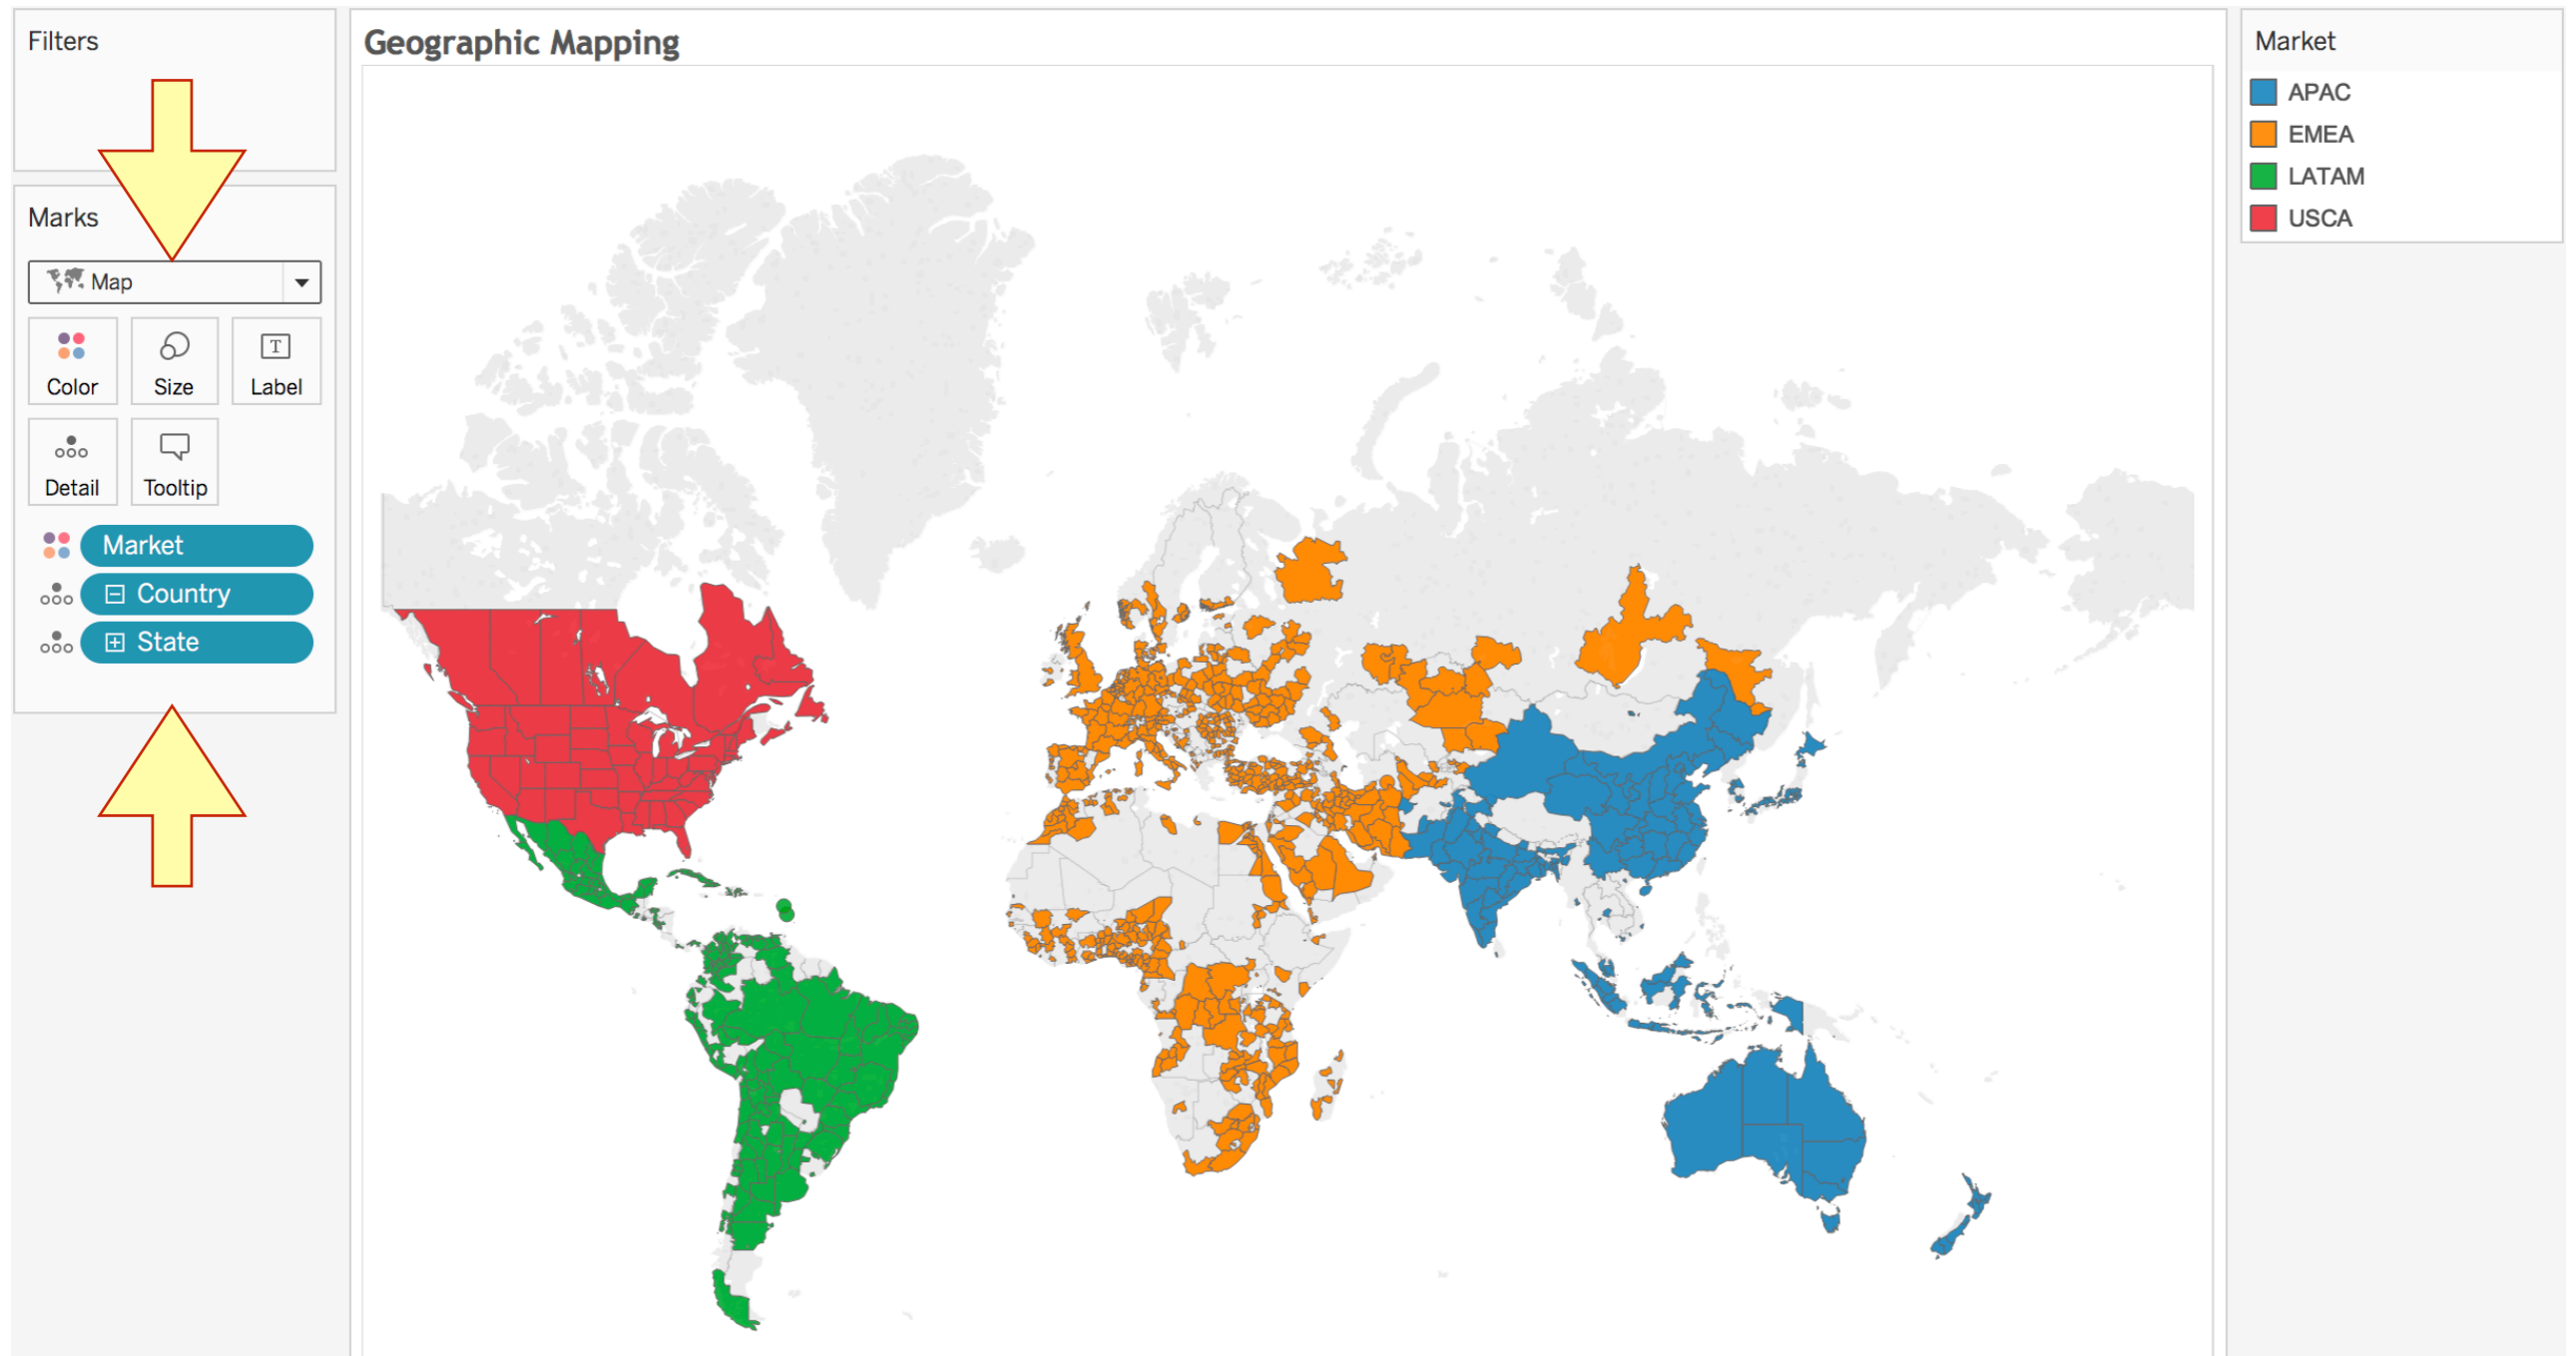 Filters
Marks
Map
Color
Size
Label
Detail
Tooltip
Market
Country
State
Geographic Mapping
Market
APAC
EMEA
LATAM
USCA